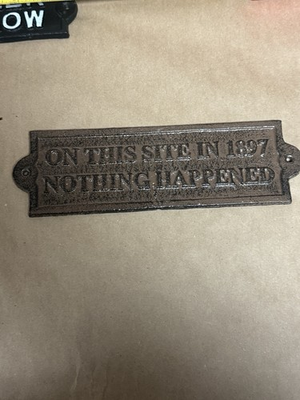 OW
ON THIS SITE IN 1897
NOTHING HAPPENED